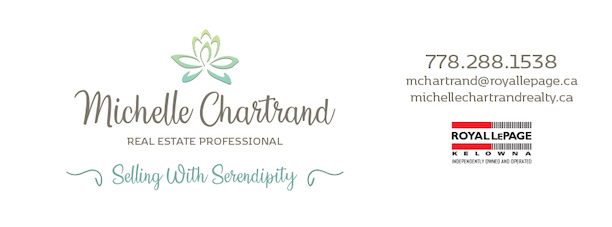 Michelle Chartrand
REAL ESTATE PROFESSIONAL
Selling With Serendipity
778.288.1538
mchartrand@royallepage.ca
michellechartrandrealty.ca
ROYAL LEPAGE
KELOWNA
INDEPENDENTLY OWNED AND OPERATED